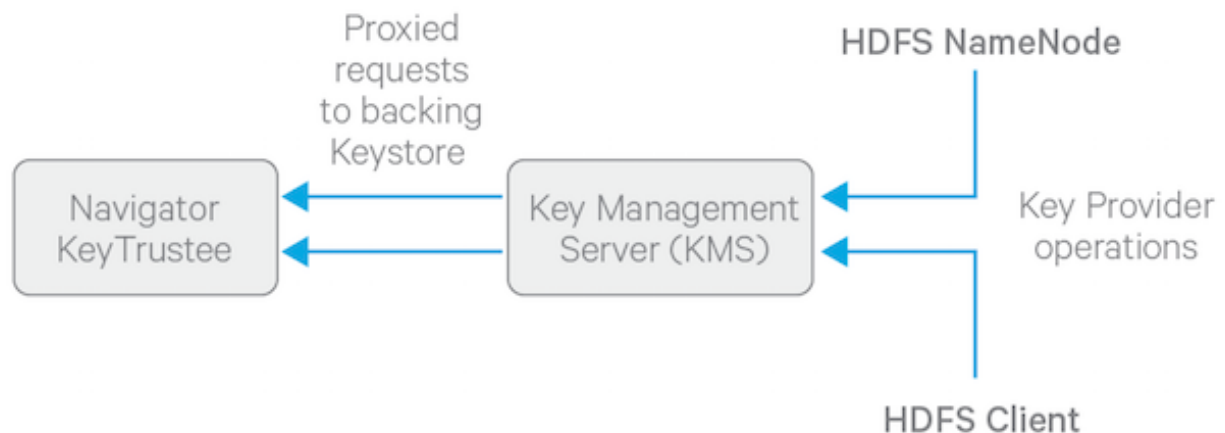 Proxied
requests
to backing
Keystore
HDFS NameNode
Navigator
KeyTrustee
Key Management
Server (KMS)
Key Provider
operations
HDFS Client